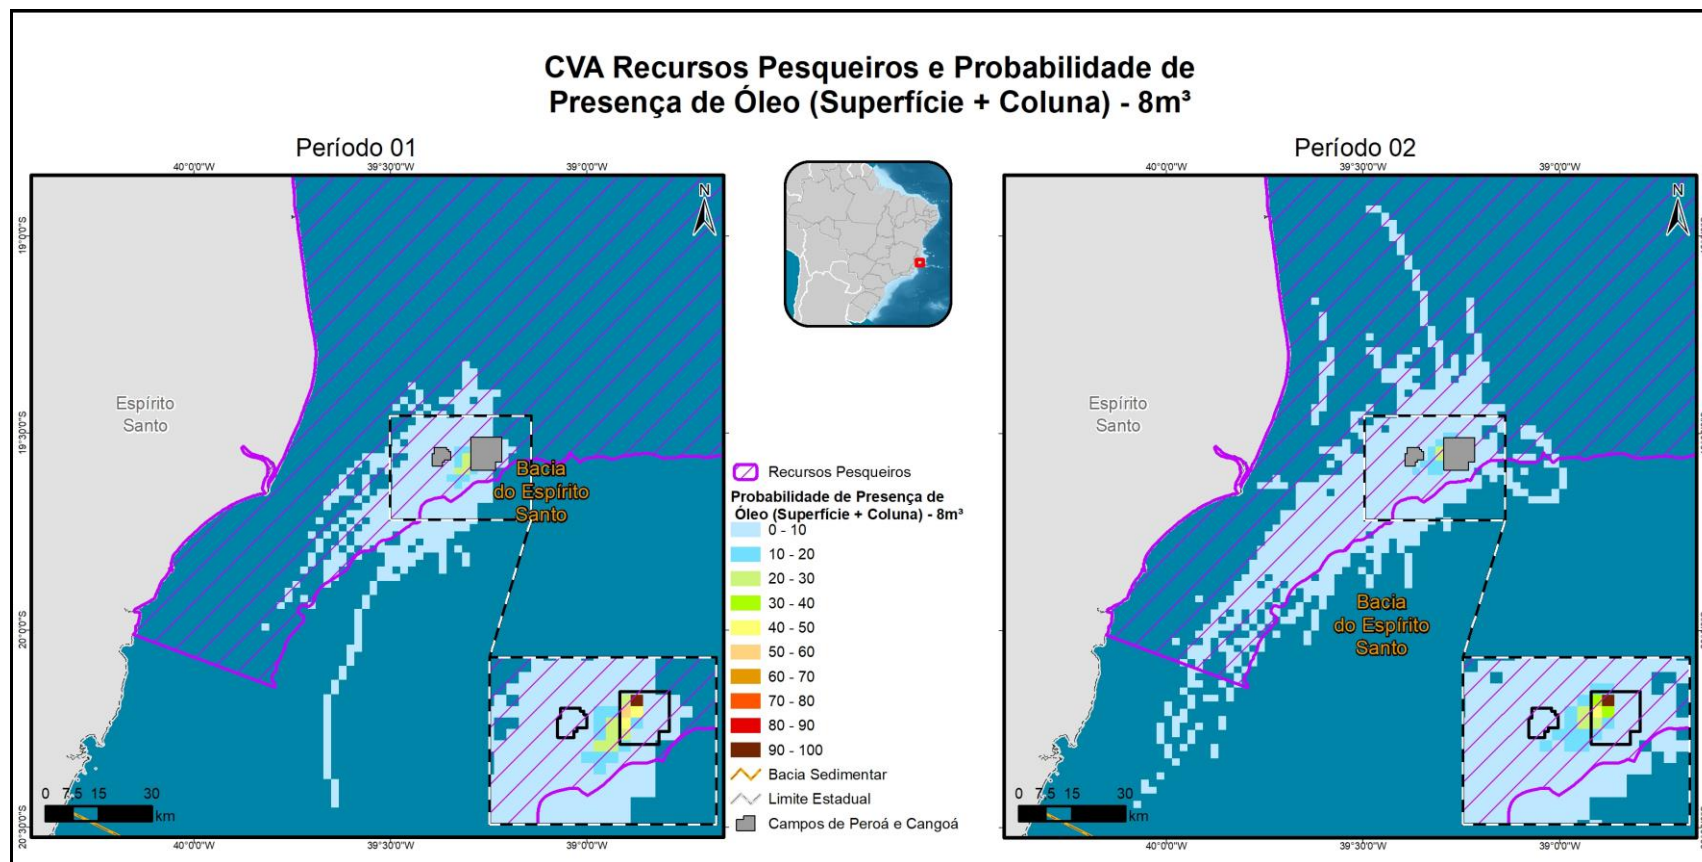 CVA Recursos Pesqueiros e Probabilidade de
Presença de Óleo (Superfície + Coluna) - 8m³
Período 01
40°0'0"W
39°30'0"W
39°0'0"W
19°0'0"S
19°30'0"S
20°0'0"S
20°30'0"S
N
Espírito
Santo
Bacia
do Espírito
Santo
0 7,5 15 30
km
40°0'0"W
39°30'0"W
39°0'0"W
Recursos Pesqueiros
Probabilidade de Presença de
Óleo (Superfície + Coluna) - 8m³
0 - 10
10 - 20
20 - 30
30 - 40
40 - 50
50 - 60
60 - 70
70 - 80
80 - 90
90 - 100
Bacia Sedimentar
Limite Estadual
Campos de Peroá e Cangoá
Período 02
40°0'0"W
39°30'0"W
39°0'0"W
N
Espírito
Santo
Bacia
do Espírito
Santo
0 7,5 15 30
km
40°0'0"W
39°30'0"W
39°0'0"W